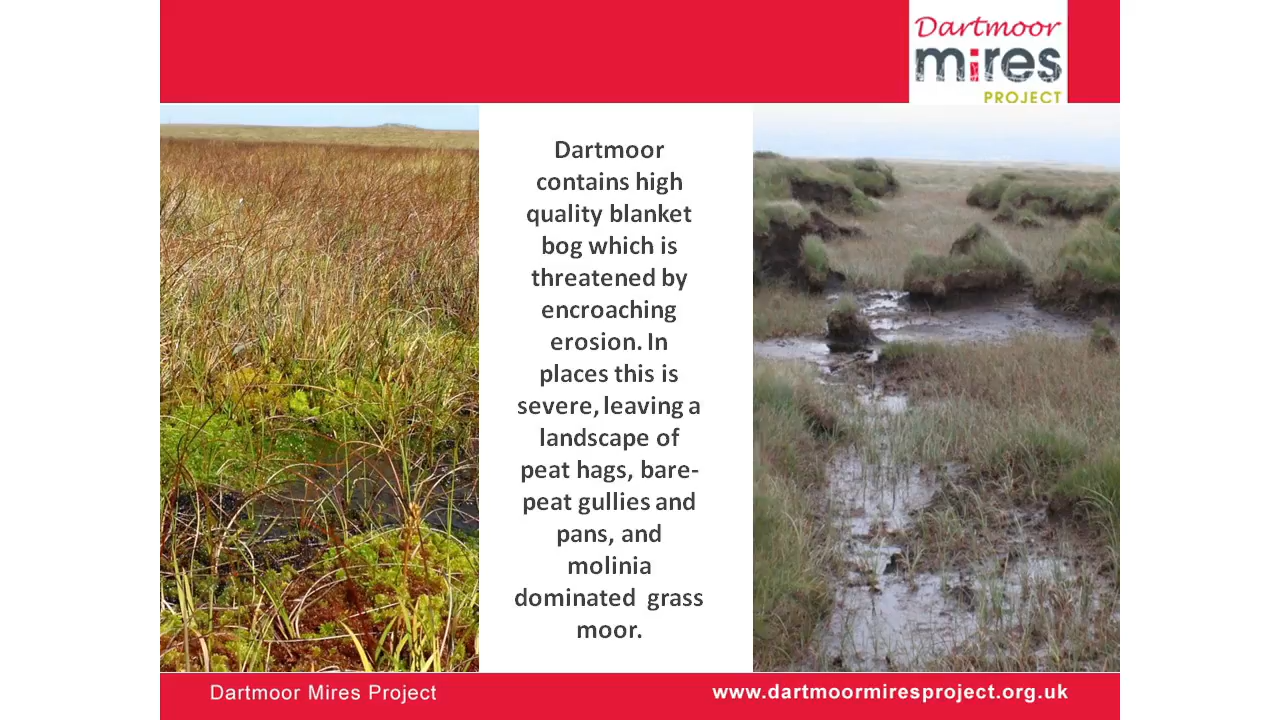 Dartmoor
mires
PROJECT
Dartmoor
contains high
quality blanket
bog which is
threatened by
encroaching
erosion. In
places this is
severe, leaving a
landscape of
peat hags, bare-
peat gullies and
pans, and
molinia
dominated grass
moor.
Dartmoor Mires Project
www.dartmoormiresproject.org.uk